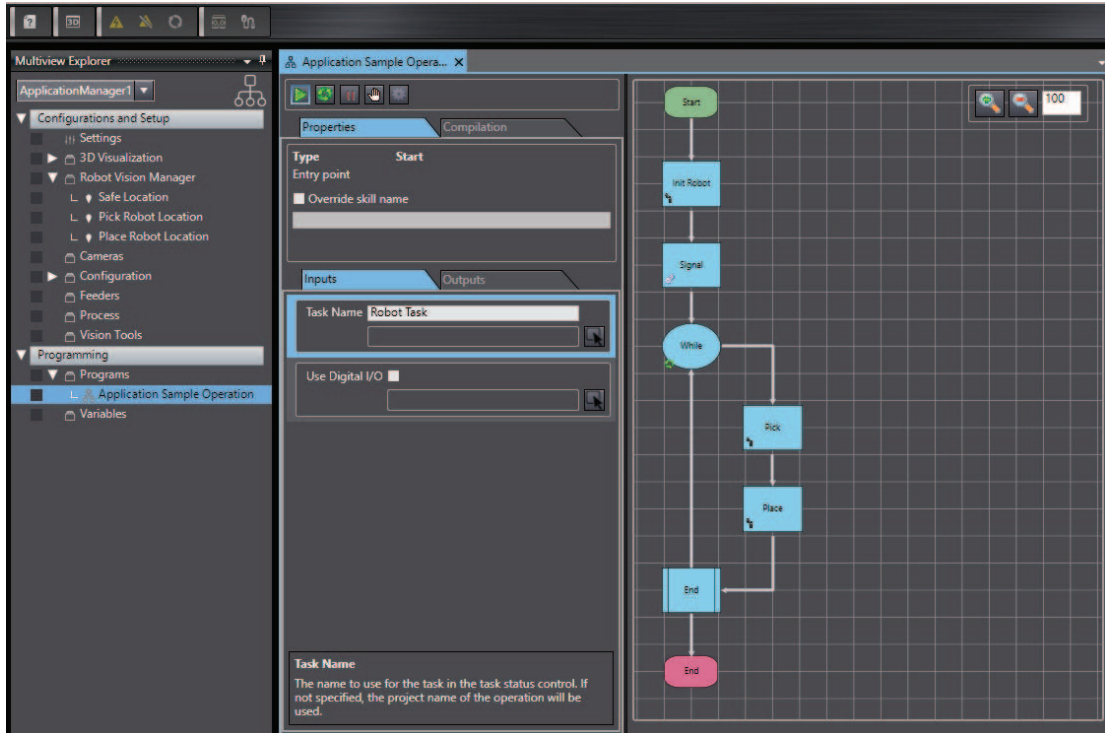 3D
Multiview Explorer
ApplicationManager1
Configurations and Setup
Settings
3D Visualization
Robot Vision Manager
Safe Location
Pick Robot Location
Place Robot Location
Cameras
Configuration
Feeders
Process
Vision Tools
Programming
Programs
Application Sample Operation
Variables
Application Sample Opera...
Properties
Compilation
Type Start
Entry point
Override skill name
Inputs
Outputs
Task Name Robot Task
Use Digital I/O
Task Name
The name to use for the task in the task status control. If
not specified, the project name of the operation will be
used.
100
Start
Init Robot
Signal
While
Pick
Place
End
End